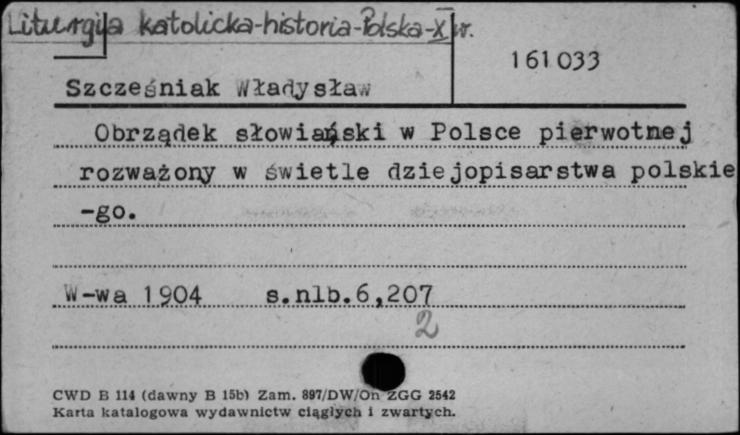 Liturgija katolicka-historia-Polska-X w.
161033
Szcześniak Władysław
Obrządek słowiański w Polsce pierwotnej
rozważony w świetle dziejopisarstwa polskie
-go.
W-wa 1904 s.nlb.6,207
2
CWD B 114 (dawny B 15b) Zam. 897/DW/On ZGG 2542
Karta katalogowa wydawnictw ciągłych i zwartych.